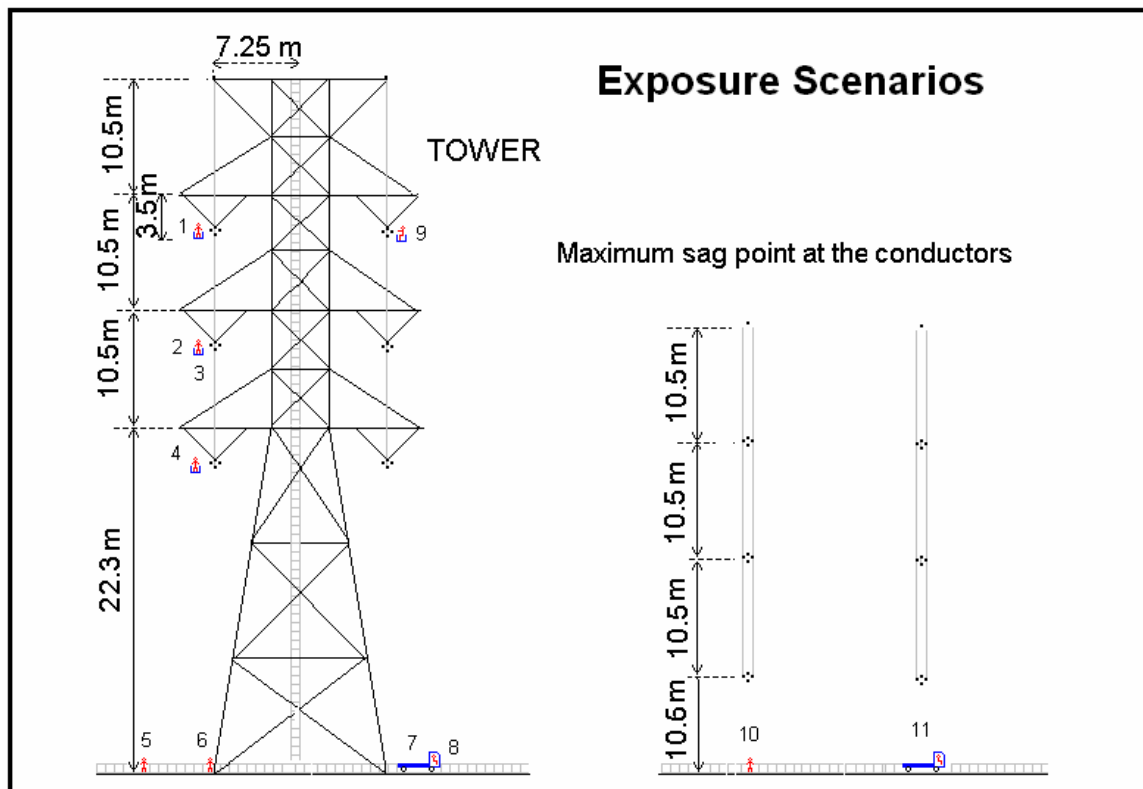 7.25 m
Exposure Scenarios
10.5m
TOWER
3.5m
1
9
10.5 m
Maximum sag point at the conductors
2
3
10.5m
4
22.3 m
5
6
7
8
10.5m
10.5m
10.5m
10.6m
10
11